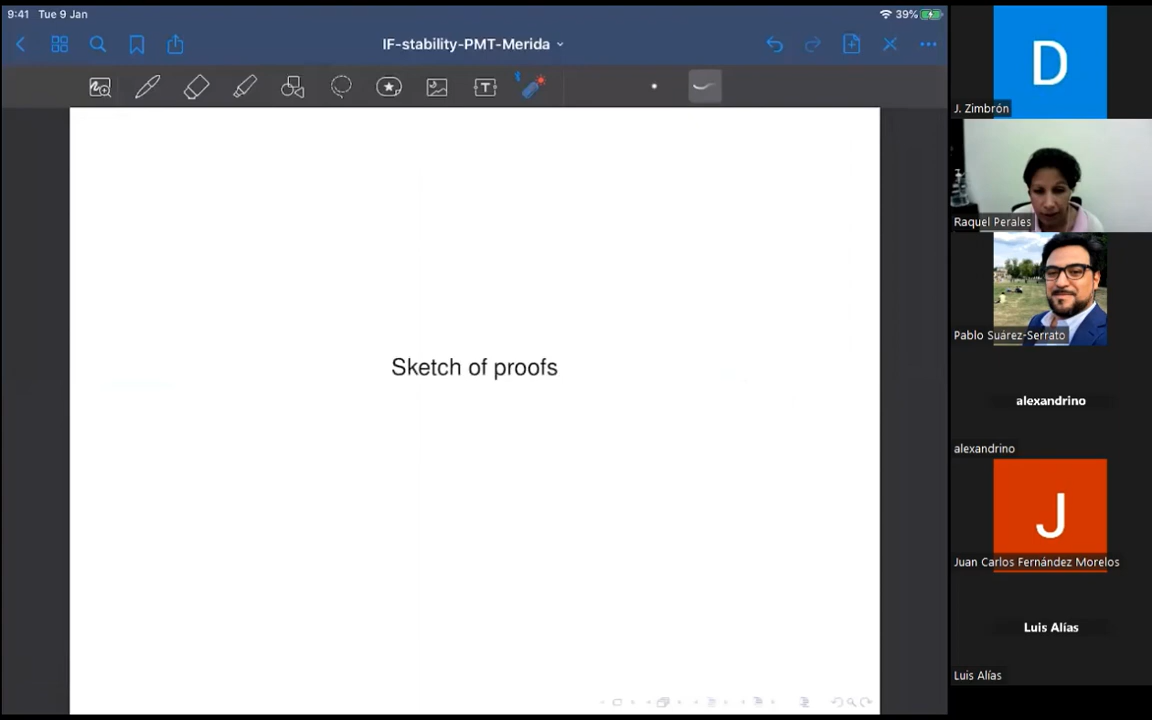 9:41 Tue 9 Jan
39%
IF-stability-PMT-Merida
T
Sketch of proofs
D
J. Zimbrón
Raquel Perales
Pablo Suárez-Serrato
alexandrino
alexandrino
J
Juan Carlos Fernández Morelos
Luis Alías
Luis Alías